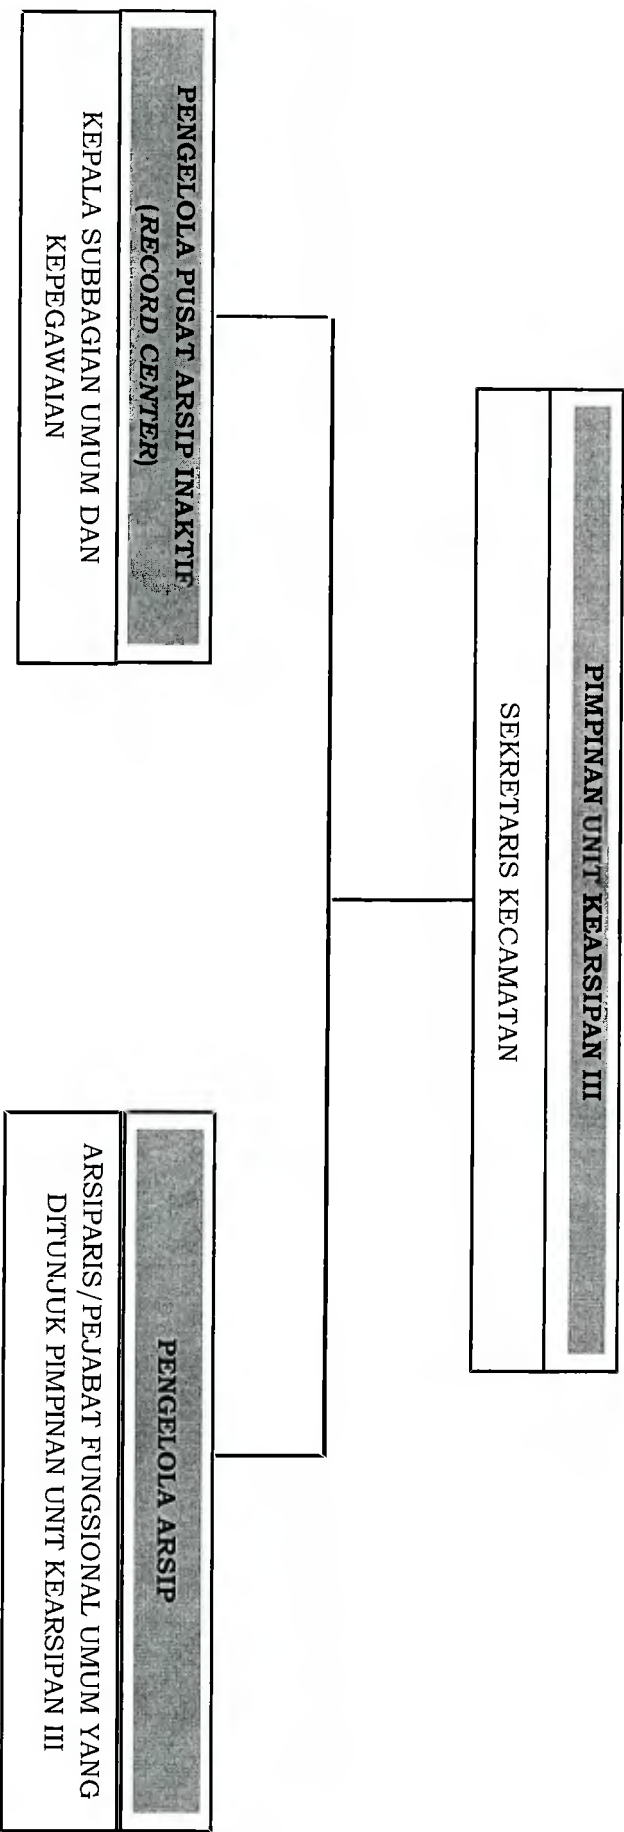 PIMPINAN UNIT KEARSIPAN III
SEKRETARIS KECAMATAN
PENGELOLA PUSAT ARSIP INAKTIF
(RECORD CENTER)
KEPALA SUBBAGIAN UMUM DAN
KEPEGAWAIAN
PENGELOLA ARSIP
ARSIPARIS/PEJABAT FUNGSIONAL UMUM YANG
DITUNJUK PIMPINAN UNIT KEARSIPAN III